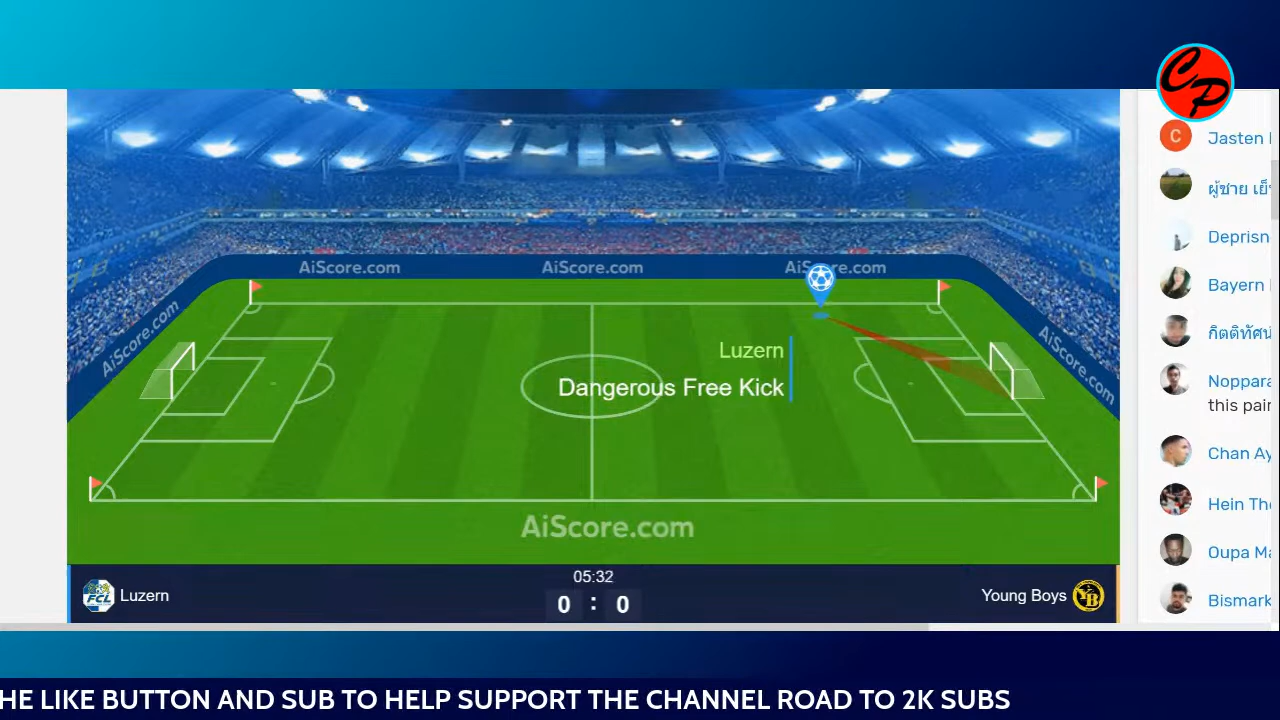 CP
Jasten
ผู้ชาย
Deprisn
AiScore.com
AiScore.com
AiScore.com
Bayern
AiScore.com
AiScore.com
กิตติทัศน์
Luzern
Dangerous Free Kick
Noppara
this pair
Chan Ay
Hein Th
AiScore.com
Oupa Ma
05:32
FCL
Luzern
0 : 0
Young Boys
YB
Bismark
HE LIKE BUTTON AND SUB TO HELP SUPPORT THE CHANNEL ROAD TO 2K SUBS